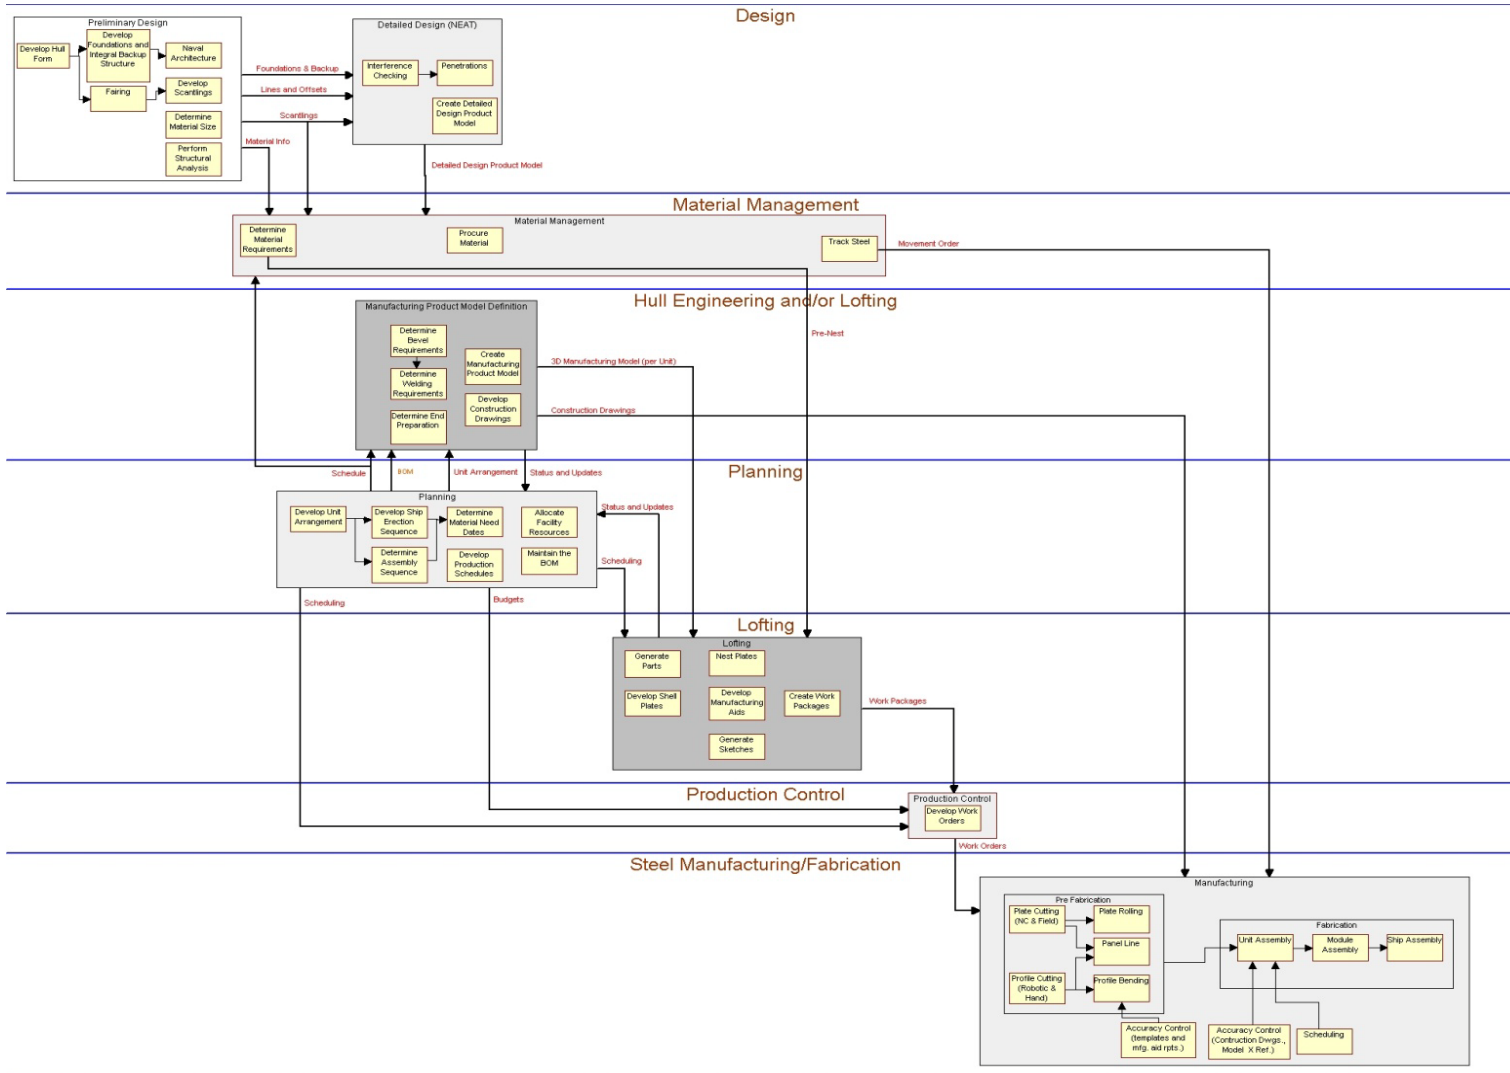 Design
Preliminary Design
Develop Hull
Form
Develop
Foundations and
Integral Backup
Structure
Naval
Architecture
Fairing
Develop
Scantlings
Determine
Material Size
Perform
Structural
Analysis
Foundations & Backup
Lines and Offsets
Scantlings
Material Info
Detailed Design (NEAT)
Interference
Checking
Penetrations
Create Detailed
Design Product
Model
Detailed Design Product Model
Material Management
Material Management
Determine
Material
Requirements
Procure
Material
Track Steel
Movement Order
Hull Engineering and/or Lofting
Manufacturing Product Model Definition
Determine
Bevel
Requirements
Create
Manufacturing
Product Model
Determine
Welding
Requirements
Develop
Construction
Drawings
Determine End
Preparation
Pre-Nest
3D Manufacturing Model (per Unit)
Construction Drawings
Schedule
BOM
Unit Arrangement
Status and Updates
Planning
Planning
Develop Unit
Arrangement
Develop Ship
Erection
Sequence
Determine
Material Need
Dates
Allocate
Facility
Resources
Determine
Assembly
Sequence
Develop
Production
Schedules
Maintain the
BOM
Status and Updates
Scheduling
Scheduling
Budgets
Lofting
Lofting
Generate
Parts
Nest Plates
Develop Shell
Plates
Develop
Manufacturing
Aids
Create Work
Packages
Generate
Sketches
Work Packages
Production Control
Production Control
Develop Work
Orders
Work Orders
Steel Manufacturing/Fabrication
Manufacturing
Pre Fabrication
Plate Cutting
(NC & Field)
Plate Rolling
Panel Line
Profile Cutting
(Robotic &
Hand)
Profile Bending
Accuracy Control
(templates and
mfg. aid rpts.)
Fabrication
Unit Assembly
Module
Assembly
Ship Assembly
Accuracy Control
(Contruction Dwgs.,
Model X Ref.)
Scheduling